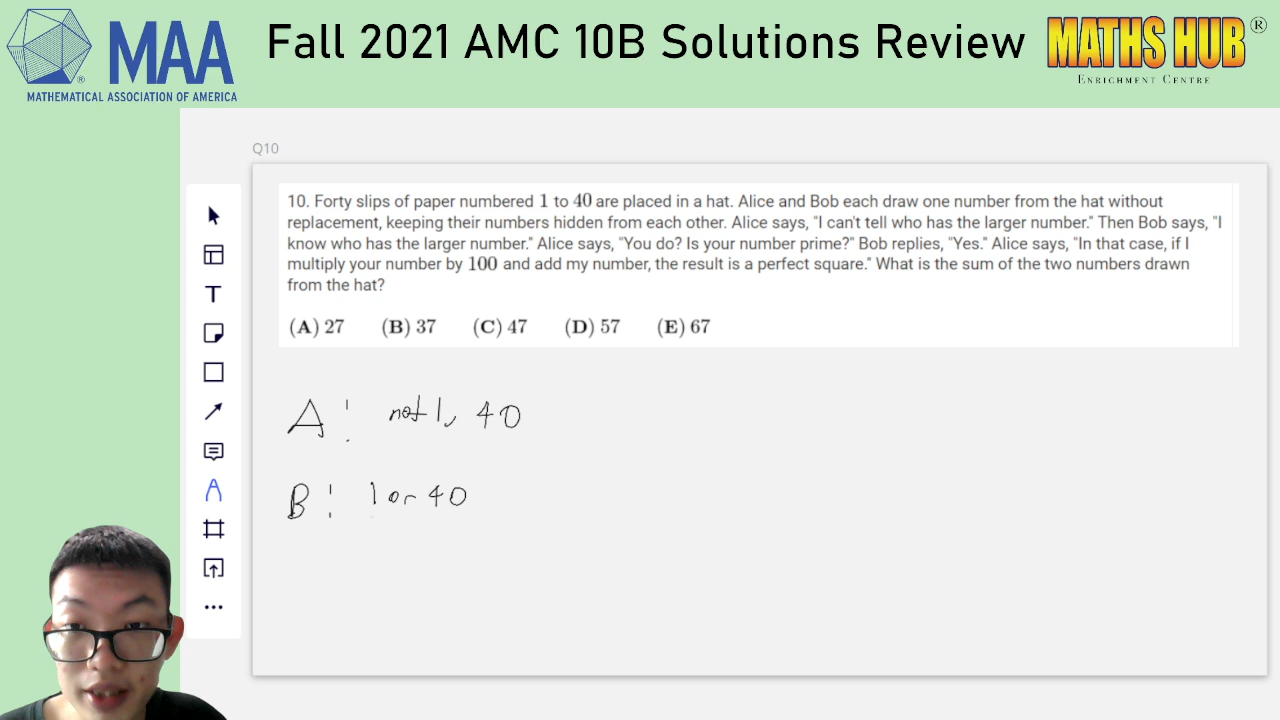 MAA
MATHEMATICAL ASSOCIATION OF AMERICA
Fall 2021 AMC 10B Solutions Review
MATHS HUB®
ENRICHMENT CENTRE
Q10
10. Forty slips of paper numbered 1 to 40 are placed in a hat. Alice and Bob each draw one number from the hat without
replacement, keeping their numbers hidden from each other. Alice says, "I can't tell who has the larger number." Then Bob says, "I
know who has the larger number." Alice says, "You do? Is your number prime?" Bob replies, "Yes." Alice says, "In that case, if I
multiply your number by 100 and add my number, the result is a perfect square." What is the sum of the two numbers drawn
from the hat?
(A) 27 (B) 37 (C) 47 (D) 57 (E) 67
A: not 1, 40
B: 1 or 40